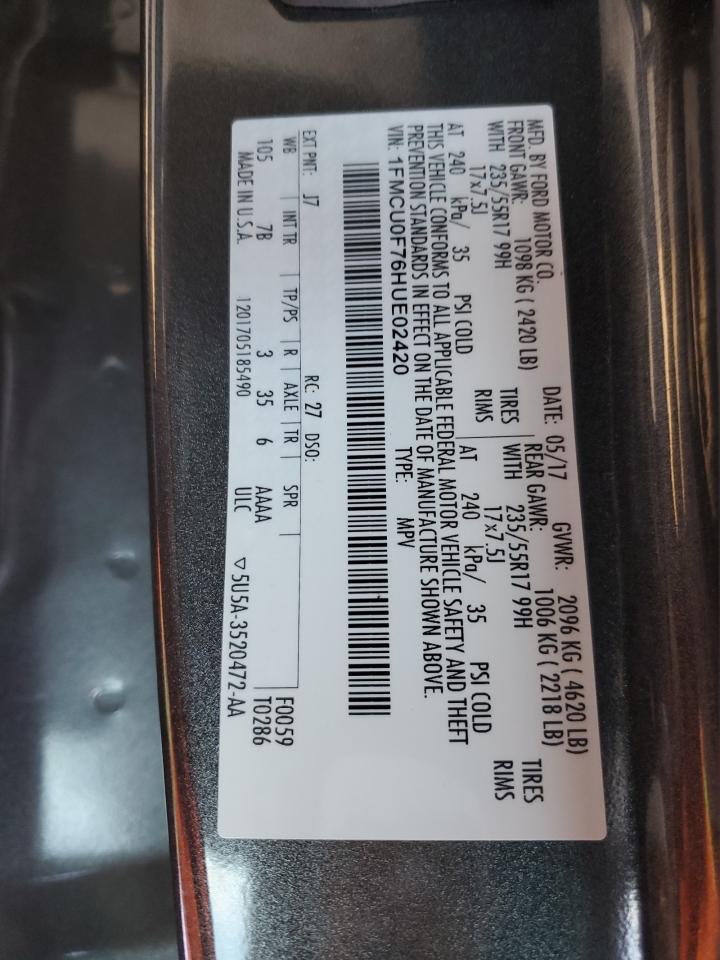 MFD. BY FORD MOTOR CO. DATE: 05/17 GVWR: 2096 KG ( 4620 LB)
FRONT GAWR: 1098 KG ( 2420 LB) REAR GAWR: 1006 KG ( 2218 LB)
WITH 235/55R17 99H TIRES WITH 235/55R17 99H TIRES
17x7.5J RIMS 17x7.5J RIMS
AT 240 kPa/ 35 PSI COLD AT 240 kPa/ 35 PSI COLD
THIS VEHICLE CONFORMS TO ALL APPLICABLE FEDERAL MOTOR VEHICLE SAFETY AND THEFT
PREVENTION STANDARDS IN EFFECT ON THE DATE OF MANUFACTURE SHOWN ABOVE.
VIN: 1FMCU0F76HUE02420 TYPE: MPV
EXT PNT: J7 RC: 27 DSO: F0059
WB INT TR TP/PS R AXLE TR SPR T0286
105 7B 3 35 6 AAAA
MADE IN U.S.A. 1201705185490 ULC ▽5U5A-3520472-AA